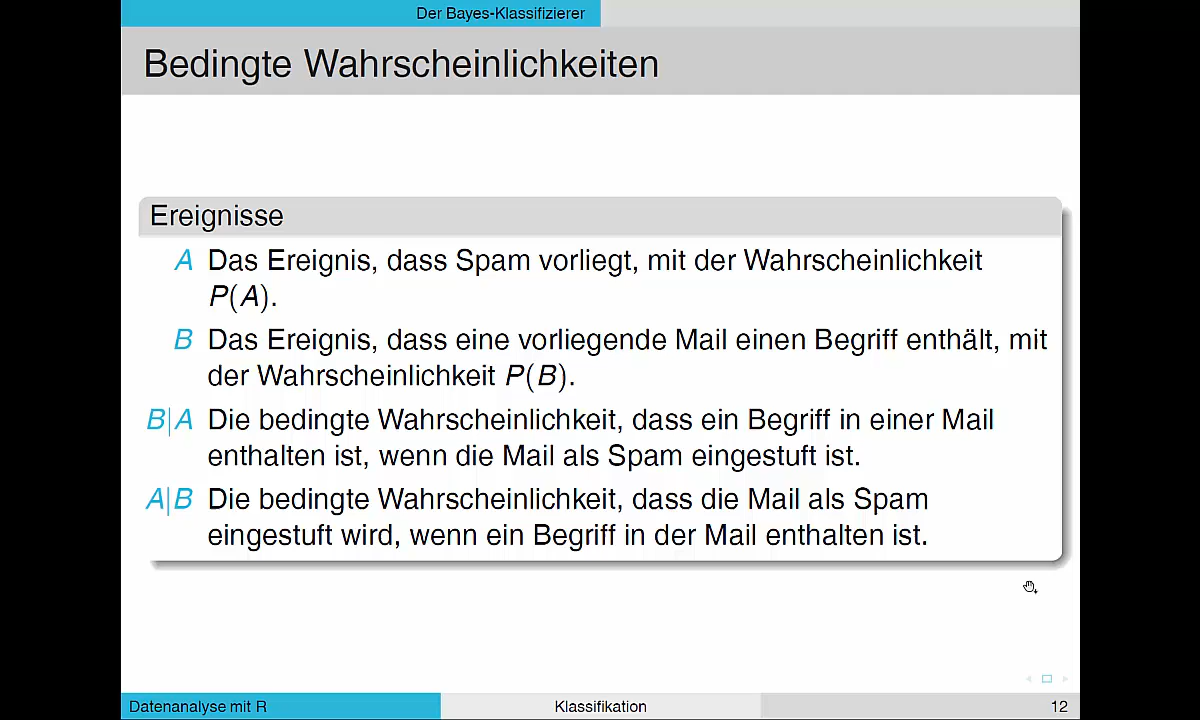 Der Bayes-Klassifizierer
Bedingte Wahrscheinlichkeiten
Ereignisse
A Das Ereignis, dass Spam vorliegt, mit der Wahrscheinlichkeit
P(A).
B Das Ereignis, dass eine vorliegende Mail einen Begriff enthält, mit
der Wahrscheinlichkeit P(B).
B|A Die bedingte Wahrscheinlichkeit, dass ein Begriff in einer Mail
enthalten ist, wenn die Mail als Spam eingestuft ist.
A|B Die bedingte Wahrscheinlichkeit, dass die Mail als Spam
eingestuft wird, wenn ein Begriff in der Mail enthalten ist.
Datenanalyse mit R Klassifikation 12